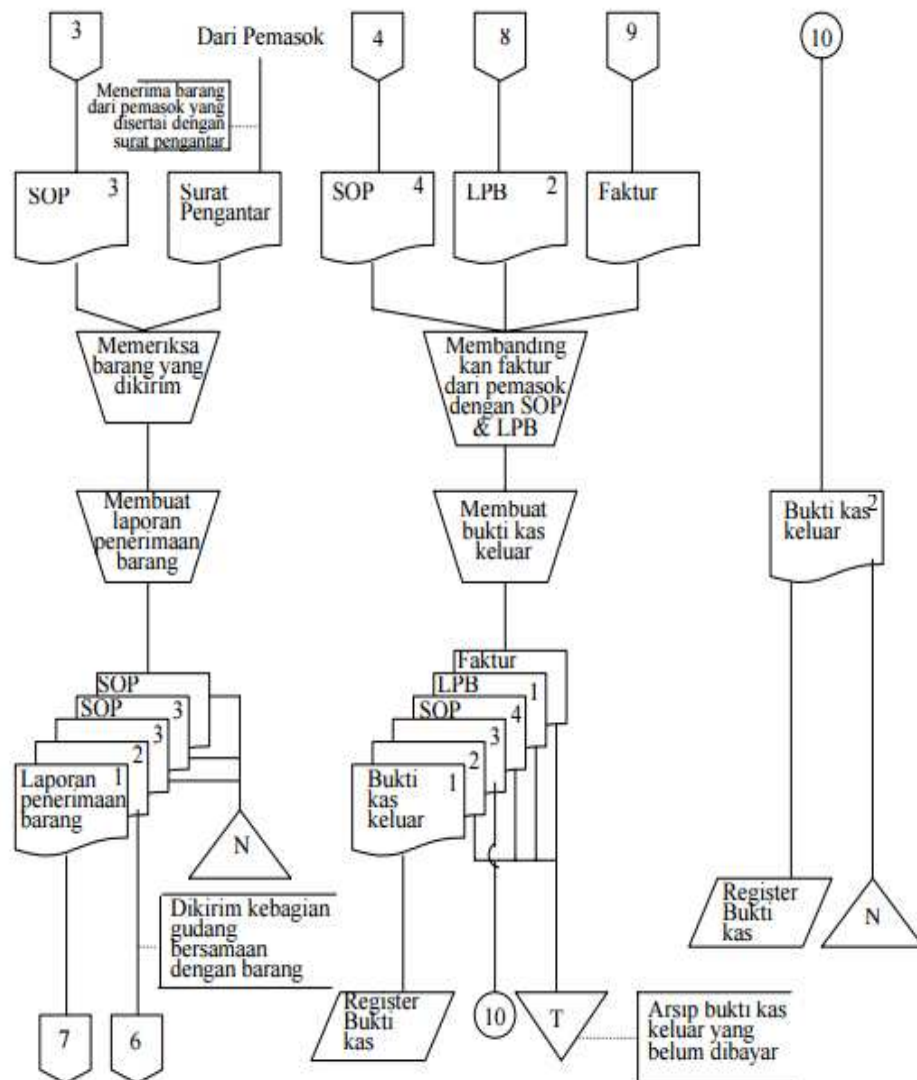 3
Dari Pemasok
4
8
9
10
Menerima barang
dari pemasok yang
disertai dengan
surat pengantar
SOP 3
Surat
Pengantar
SOP 4
LPB 2
Faktur
Memeriksa
barang yang
dikirim
Membanding
kan faktur
dari pemasok
dengan SOP
& LPB
Membuat
laporan
penerimaan
barang
Membuat
bukti kas
keluar
Bukti kas 2
keluar
SOP
SOP 3
3
2
Laporan 1
penerimaan
barang
N
Faktur
LPB 1
SOP 4
3
2
Bukti 1
kas
keluar
Dikirim kebagian
gudang
bersamaan
dengan barang
Register
Bukti
kas
N
7
6
Register
Bukti
kas
10
T
Arsip bukti kas
keluar yang
belum dibayar